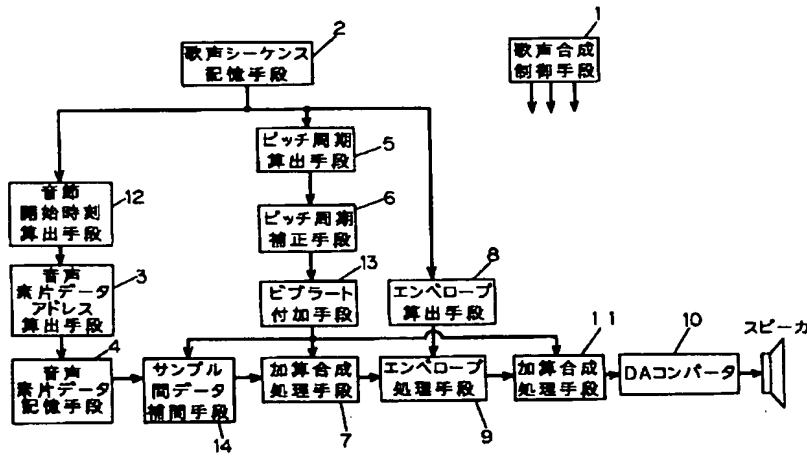 1
歌声合成
制御手段
2
歌声シーケンス
記憶手段
ピッチ周期
算出手段
5
音節
開始時刻
算出手段
12
ピッチ周期
補正手段
6
音声
素片データ
アドレス
算出手段
3
ビブラート
付加手段
13
エンベロープ
算出手段
8
音声
素片データ
記憶手段
4
サンプル
間データ
補間手段
14
加算合成
処理手段
7
エンベロープ
処理手段
9
加算合成
処理手段
11
DAコンバータ
10
スピーカ